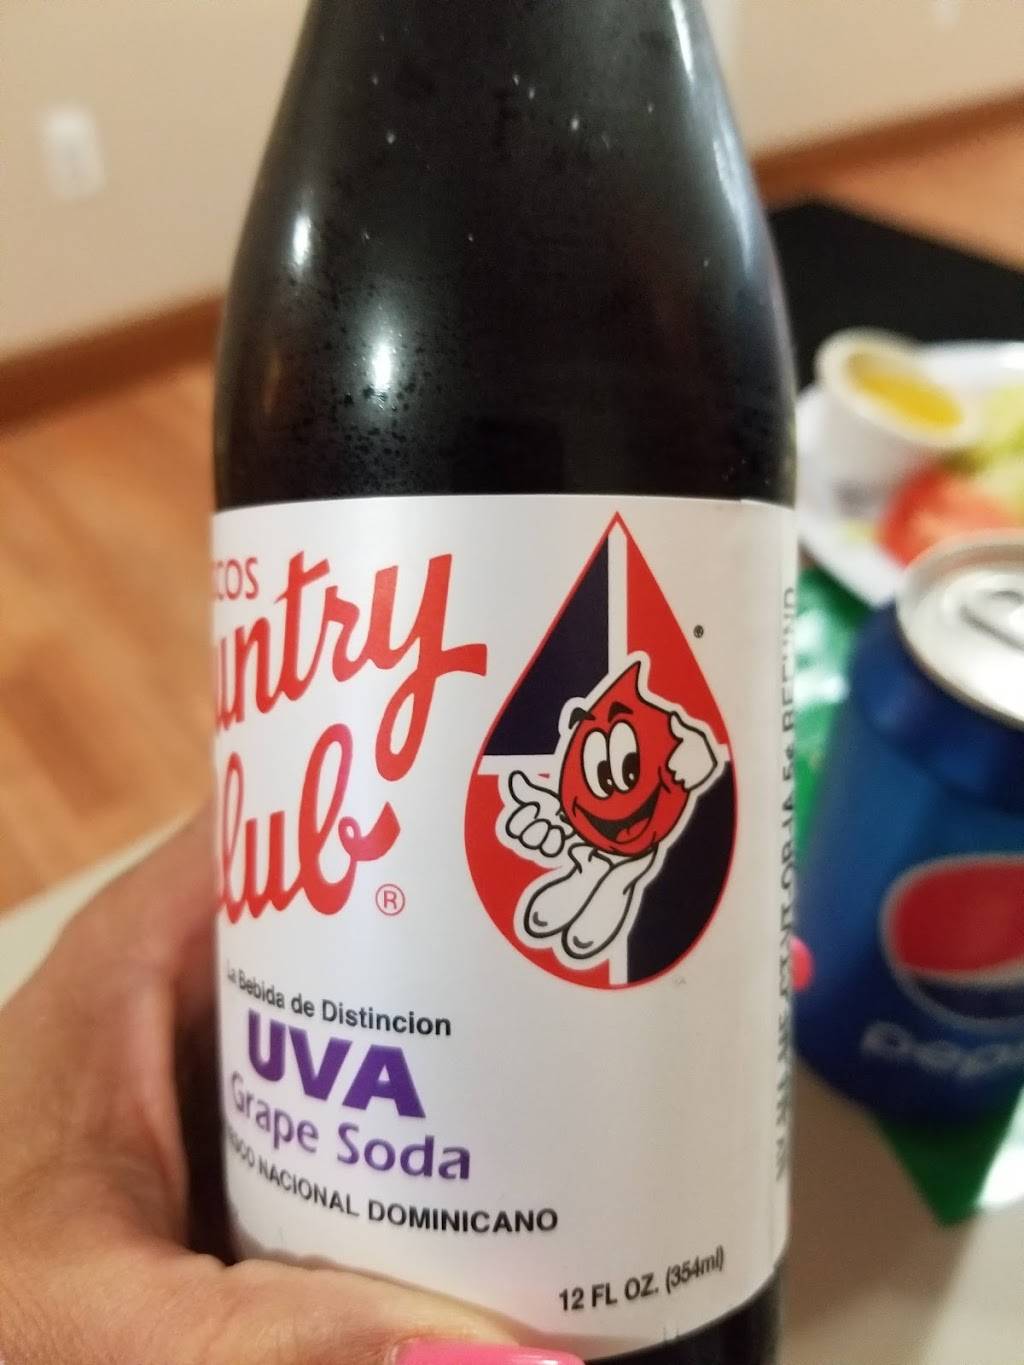 COS
untry
lub®
La Bebida de Distincion
UVA
Grape Soda
NACIONAL DOMINICANO
12 FL OZ. (354ml)
pepsi